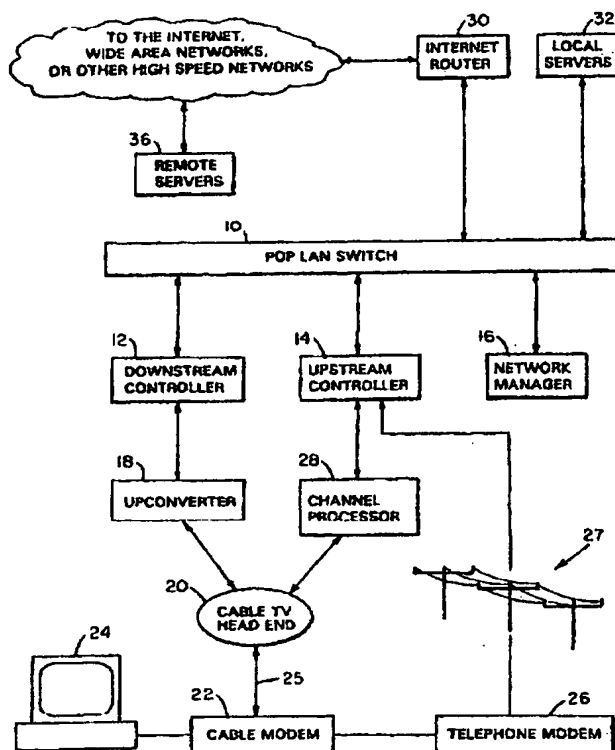 TO THE INTERNET,
WIDE AREA NETWORKS,
OR OTHER HIGH SPEED NETWORKS
30
INTERNET
ROUTER
32
LOCAL
SERVERS
36
REMOTE
SERVERS
10
POP LAN SWITCH
12
DOWNSTREAM
CONTROLLER
14
UPSTREAM
CONTROLLER
16
NETWORK
MANAGER
18
UPCONVERTER
28
CHANNEL
PROCESSOR
27
20
CABLE TV
HEAD END
24
25
22
CABLE MODEM
26
TELEPHONE MODEM